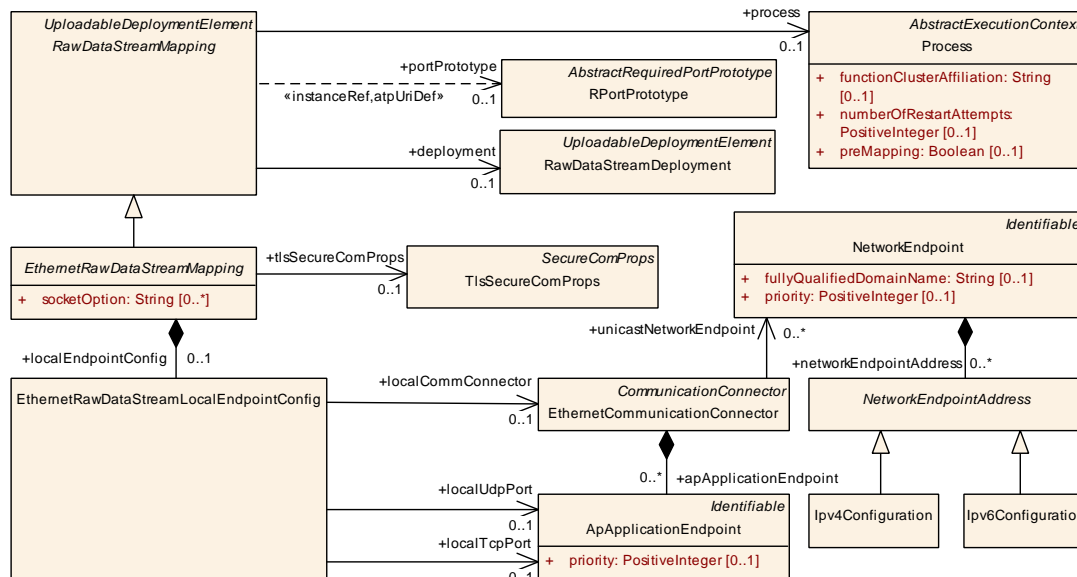 UploadableDeploymentElement
RawDataStreamMapping
+process
0..1
AbstractExecutionContext
Process
+ functionClusterAffiliation: String
[0..1]
+ numberOfRestartAttempts:
PositiveInteger [0..1]
+ preMapping: Boolean [0..1]
+portPrototype
«instanceRef,atpUriDef»
0..1
AbstractRequiredPortPrototype
RPortPrototype
+deployment
0..1
UploadableDeploymentElement
RawDataStreamDeployment
EthernetRawDataStreamMapping
+ socketOption: String [0..*]
+tlsSecureComProps
0..1
SecureComProps
TlsSecureComProps
Identifiable
NetworkEndpoint
+ fullyQualifiedDomainName: String [0..1]
+ priority: PositiveInteger [0..1]
+unicastNetworkEndpoint
0..*
+localEndpointConfig
0..1
+networkEndpointAddress
0..*
EthernetRawDataStreamLocalEndpointConfig
+localCommConnector
0..1
CommunicationConnector
EthernetCommunicationConnector
NetworkEndpointAddress
0..*
+apApplicationEndpoint
+localUdpPort
0..1
Identifiable
ApApplicationEndpoint
+ priority: PositiveInteger [0..1]
+localTcpPort
0..1
Ipv4Configuration
Ipv6Configuration